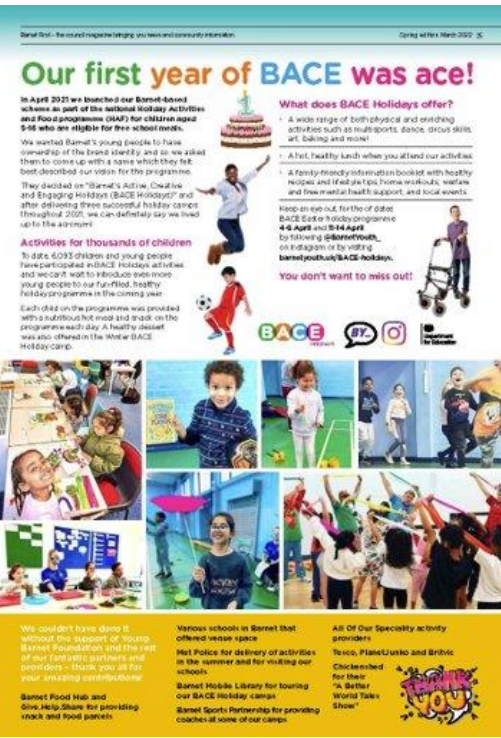 Barnet First – the council magazine bringing you news and community information
Spring edition March 2022
Our first year of BACE was ace!
In April 2021 we launched our Barnet-based
scheme as part of the national Holiday Activities
and Food programme (HAF) for children aged
5-16 who are eligible for free school meals.
We wanted Barnet's young people to have
ownership of the brand identity and so we asked
them to come up with a name which they felt
best described our vision for the programme.
They decided on "Barnet's Active, Creative
and Engaging Holidays (BACE Holidays)" and
after delivering three successful holiday camps
throughout 2021, we can definitely say we lived
up to the acronym!
Activities for thousands of children
To date, 6,093 children and young people
have participated in BACE Holidays activities
and we can't wait to introduce even more
young people to our fun-filled, healthy
holiday programme in the coming year.
Each child on the programme was provided
with a nutritious hot meal and snack on the
programme each day. A healthy dessert
was also offered in the Winter BACE
Holiday camp.
1
What does BACE Holidays offer?
• A wide range of both physical and enriching
activities such as multisports, dance, circus skills,
art, baking and more!
• A hot, healthy lunch when you attend our activities
• A family-friendly information booklet with healthy
recipes and lifestyle tips, home workouts, welfare
and free mental health support, and local events.
Keep an eye out for the of dates
BACE Easter holiday programme
4-8 April and 11-14 April
by following @BarnetYouth_
on Instagram or by visiting
barnetyouth.uk/BACE-holidays.
You don't want to miss out!
BACE
HOLIDAYS
BY...
Department
for Education
We couldn't have done it
without the support of Young
Barnet Foundation and the rest
of our fantastic partners and
providers – thank you all for
your amazing contributions!
Barnet Food Hub and
Give.Help.Share for providing
snack and food parcels
Various schools in Barnet that
offered venue space
Met Police for delivery of activities
in the summer and for visiting our
schools
Barnet Mobile Library for touring
our BACE Holiday camps
Barnet Sports Partnership for providing
coaches at some of our camps
All Of Our Speciality activity
providers
Tesco, PlanetJunko and Britvic
Chickenshed
for their
"A Better
World Tales
Show"
THANK
YOU